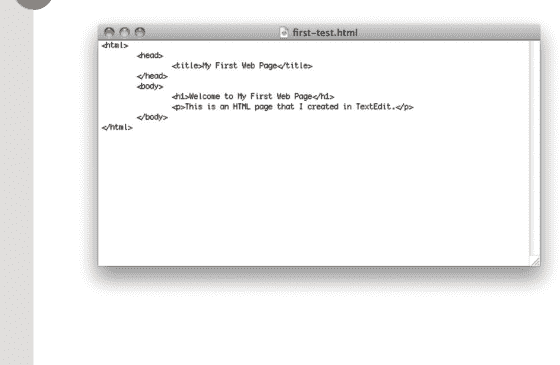 first-test.html
<html>
<head>
<title>My First Web Page</title>
</head>
<body>
<h1>Welcome to My First Web Page</h1>
<p>This is an HTML page that I created in TextEdit.</p>
</body>
</html>